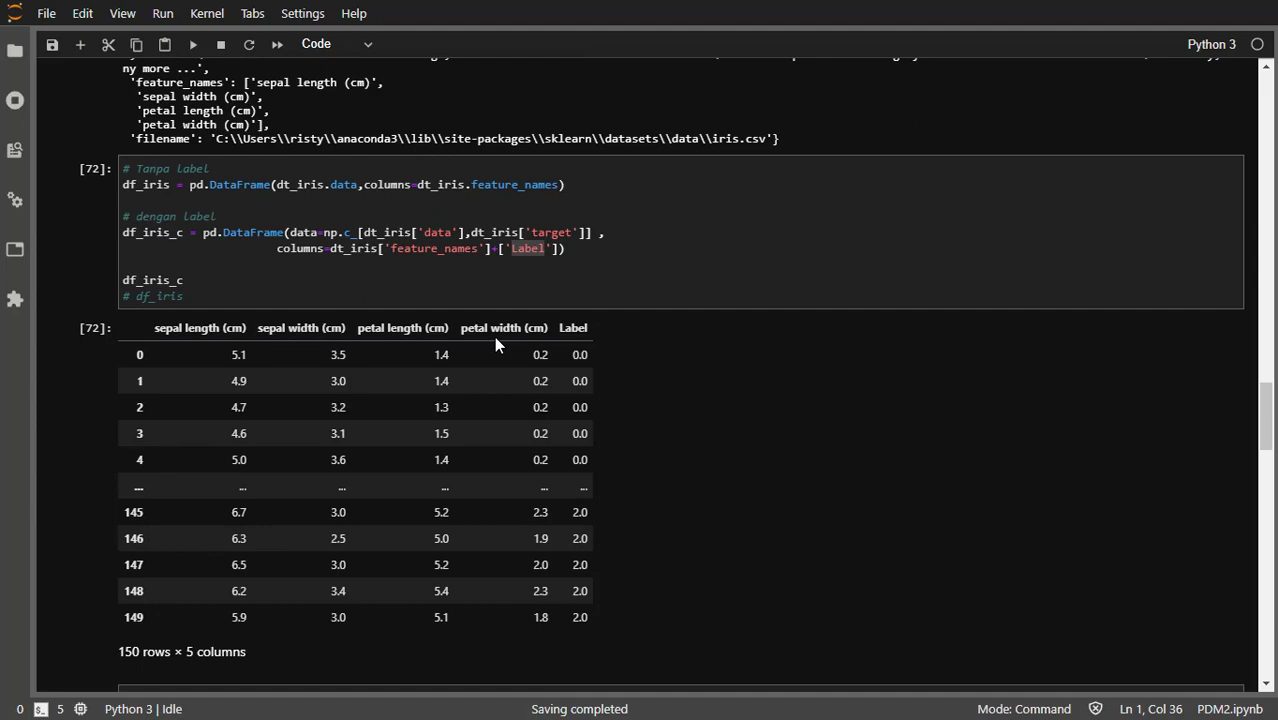 File Edit View Run Kernel Tabs Settings Help
Code Python 3
ny more ...',
'feature_names': ['sepal length (cm)',
'sepal width (cm)',
'petal length (cm)',
'petal width (cm)'],
'filename': 'C:\\Users\\risty\\anaconda3\\lib\\site-packages\\sklearn\\datasets\\data\\iris.csv'}
[72]: # Tanpa Label
df_iris = pd.DataFrame(dt_iris.data,columns=dt_iris.feature_names)
# dengan label
df_iris_c = pd.DataFrame(data=np.c_[dt_iris['data'],dt_iris['target']] ,
columns=dt_iris['feature_names']+['Label'])
df_iris_c
# df_iris
[72]: sepal length (cm) sepal width (cm) petal length (cm) petal width (cm) Label
0 5.1 3.5 1.4 0.2 0.0
1 4.9 3.0 1.4 0.2 0.0
2 4.7 3.2 1.3 0.2 0.0
3 4.6 3.1 1.5 0.2 0.0
4 5.0 3.6 1.4 0.2 0.0
... ... ... ... ... ...
145 6.7 3.0 5.2 2.3 2.0
146 6.3 2.5 5.0 1.9 2.0
147 6.5 3.0 5.2 2.0 2.0
148 6.2 3.4 5.4 2.3 2.0
149 5.9 3.0 5.1 1.8 2.0
150 rows × 5 columns
0 $_ 5 Python 3 | Idle Saving completed Mode: Command Ln 1, Col 36 PDM2.ipynb